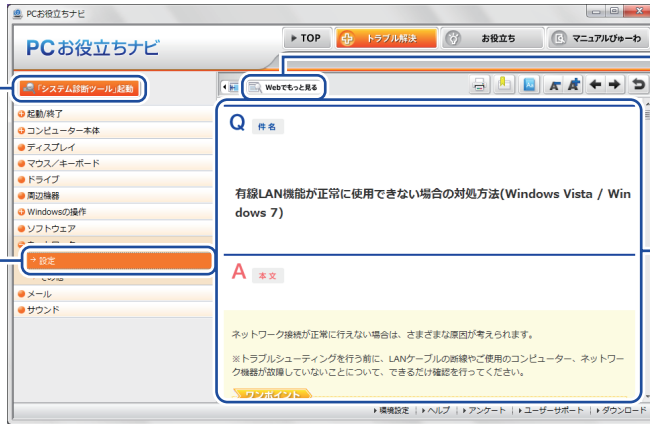 PCお役立ちナビ
PCお役立ちナビ
TOP
トラブル解決
お役立ち
マニュアルびゅーわ
「システム診断ツール」起動
Webでもっと見る
起動/終了
コンピューター本体
ディスプレイ
マウス/キーボード
ドライブ
周辺機器
Windowsの操作
ソフトウェア
設定
メール
サウンド
Q 件名
有線LAN機能が正常に使用できない場合の対処方法(Windows Vista / Win
dows 7)
A 本文
ネットワーク接続が正常に行えない場合は、さまざまな原因が考えられます。
※トラブルシューティングを行う前に、LANケーブルの断線やご使用のコンピューター、ネットワー
ク機器が故障していないことについて、できるだけ確認を行ってください。
ワンポイント
環境設定 | ヘルプ | アンケート | ユーザーサポート | ダウンロード